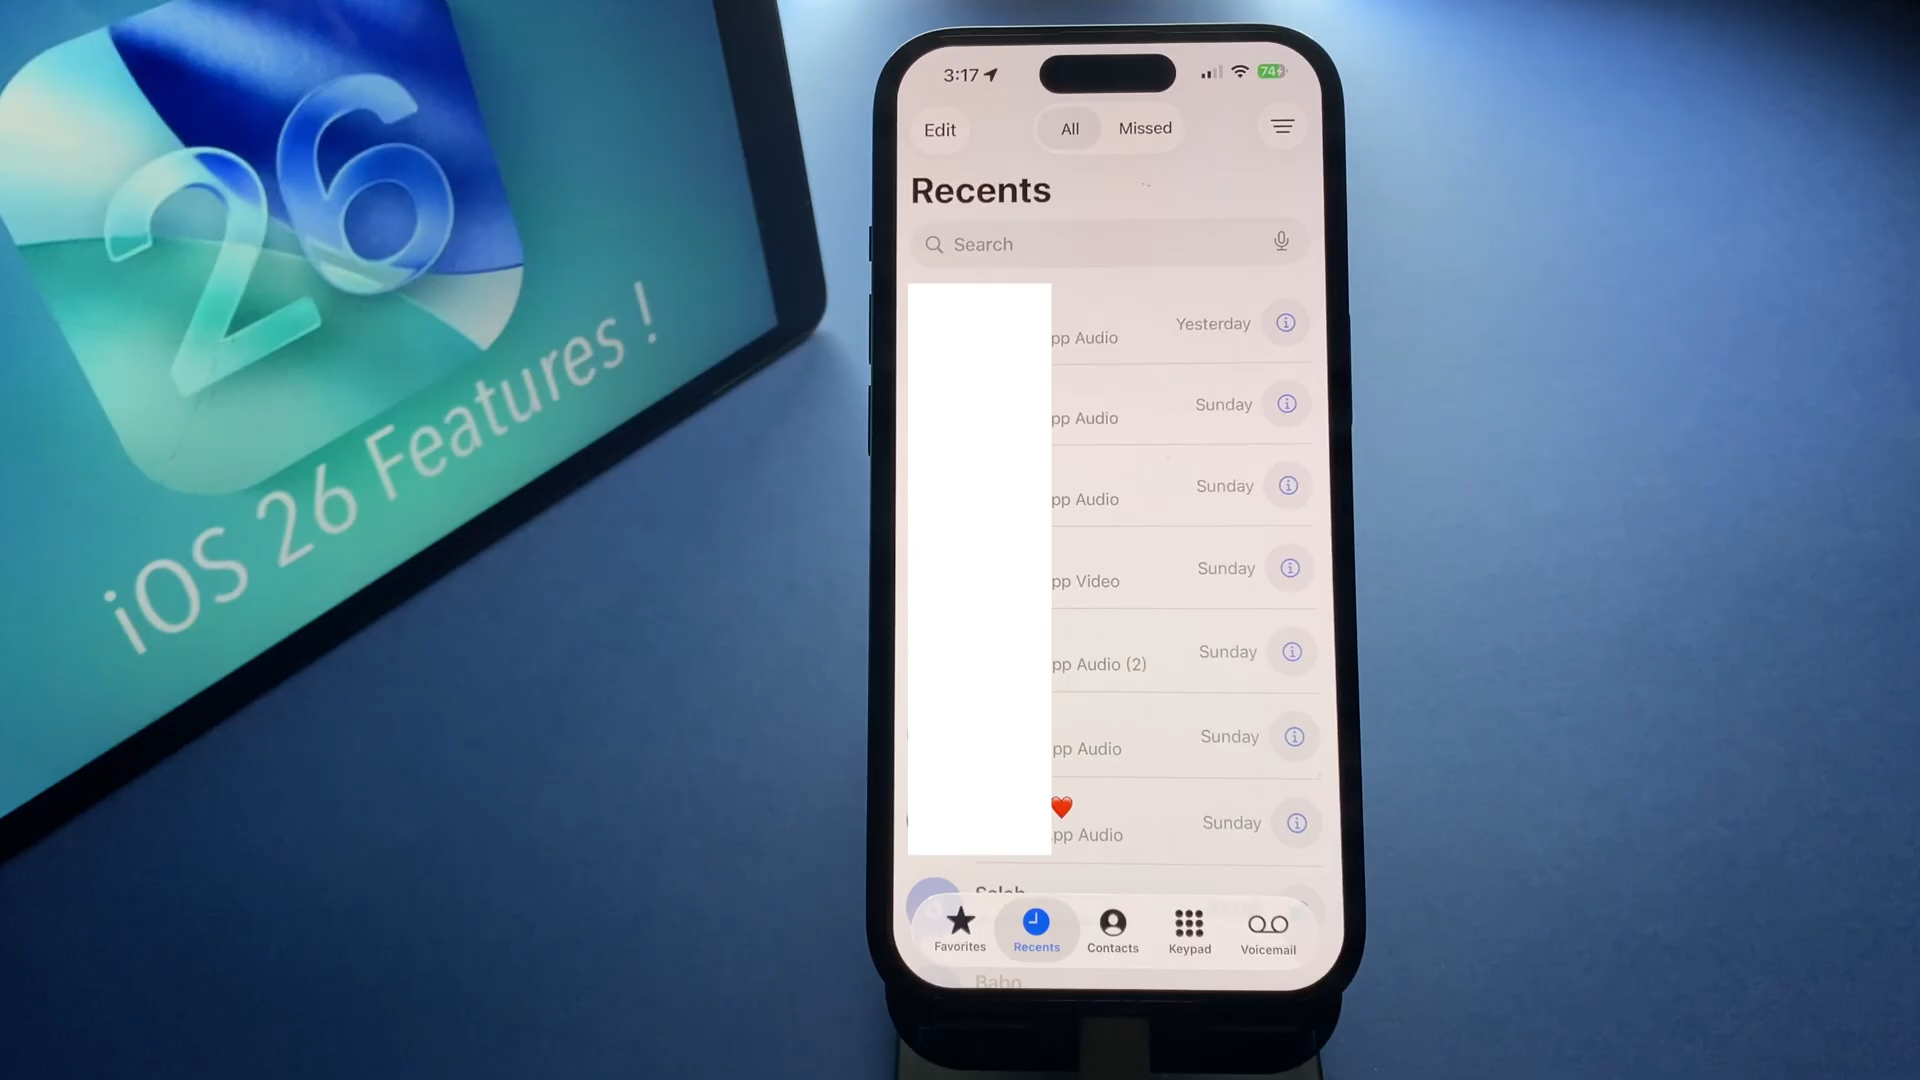 26
iOS 26 Features !
3:17
74
Edit
All
Missed
Recents
Search
pp Audio
Yesterday
pp Audio
Sunday
pp Audio
Sunday
pp Video
Sunday
pp Audio (2)
Sunday
pp Audio
Sunday
pp Audio
Sunday
Favorites
Recents
Contacts
Keypad
Voicemail
Babo